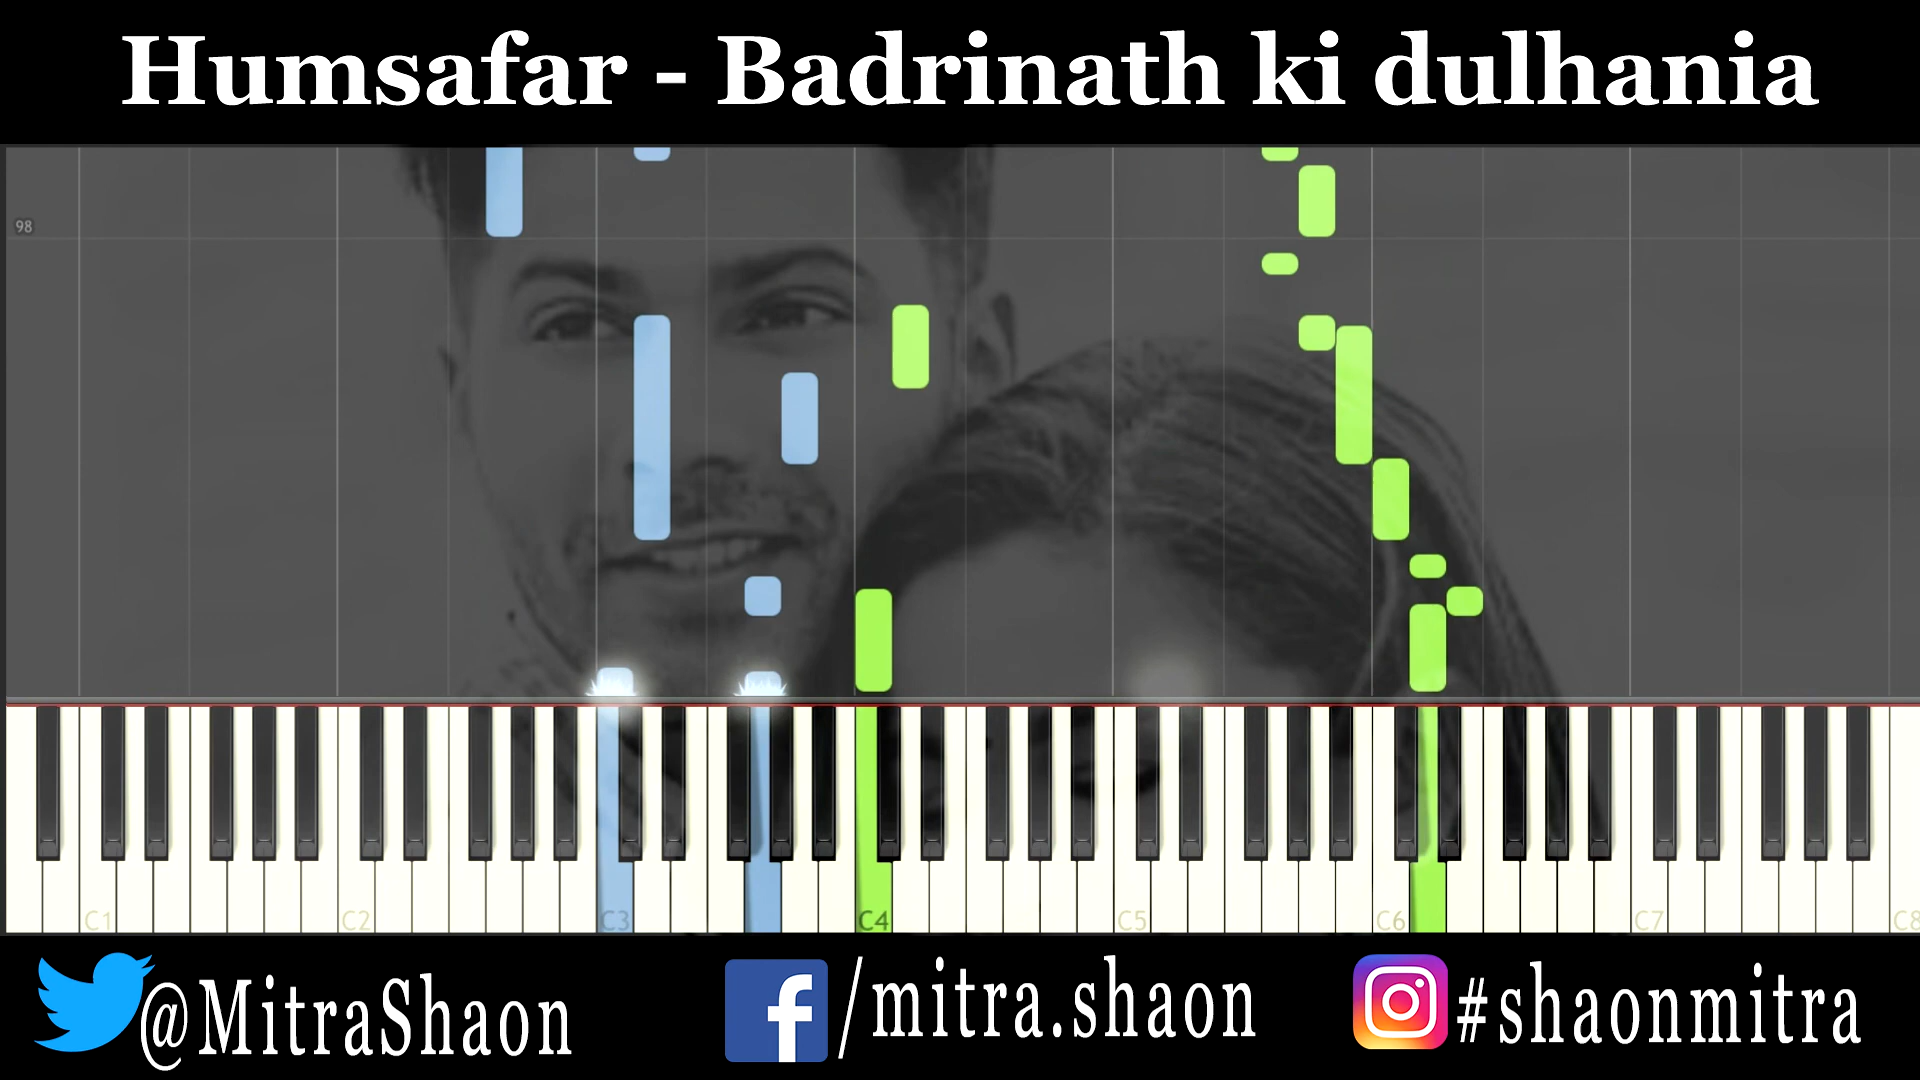 Humsafar - Badrinath ki dulhania
98
C1 C2 C3 C4 C5 C6 C7 C8
@MitraShaon /mitra.shaon #shaonmitra